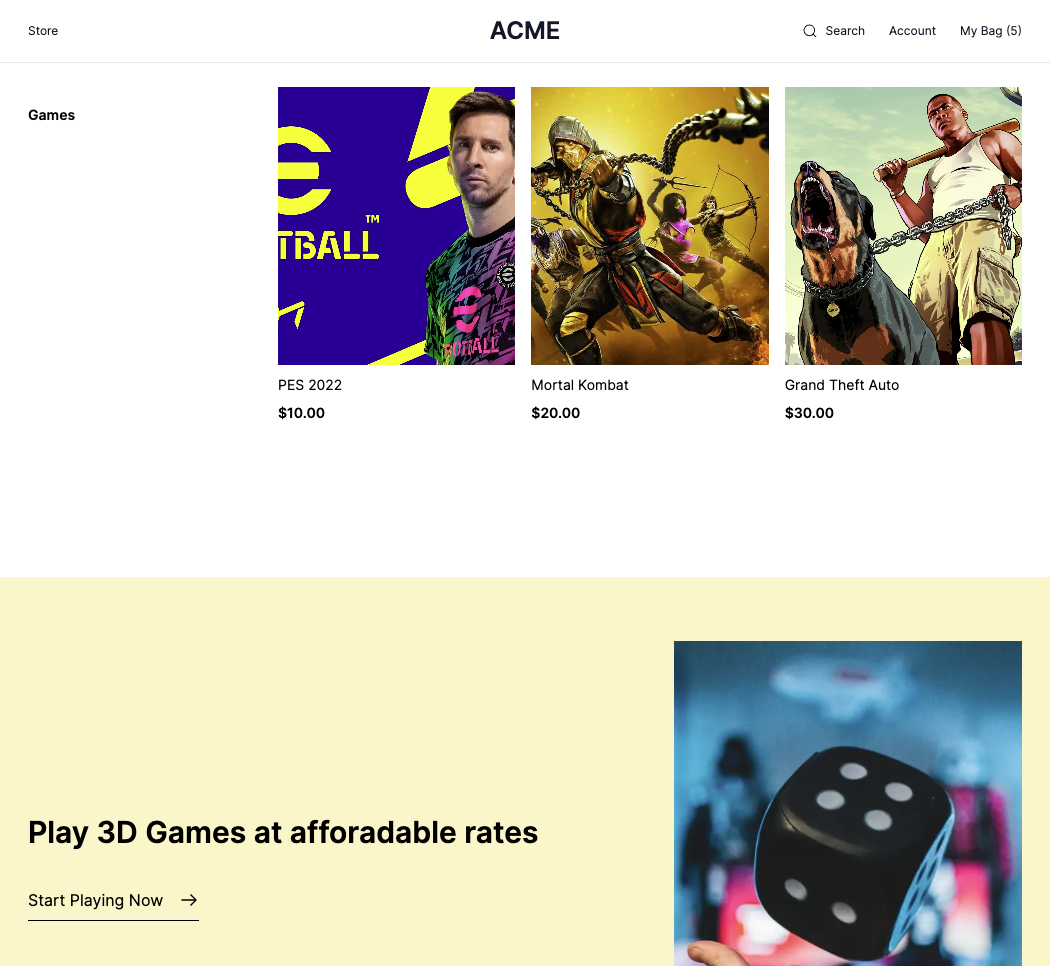 Store
ACME
Search
Account
My Bag (5)
Games
TBALL™
PES 2022
$10.00
Mortal Kombat
$20.00
Grand Theft Auto
$30.00
Play 3D Games at afforadable rates
Start Playing Now